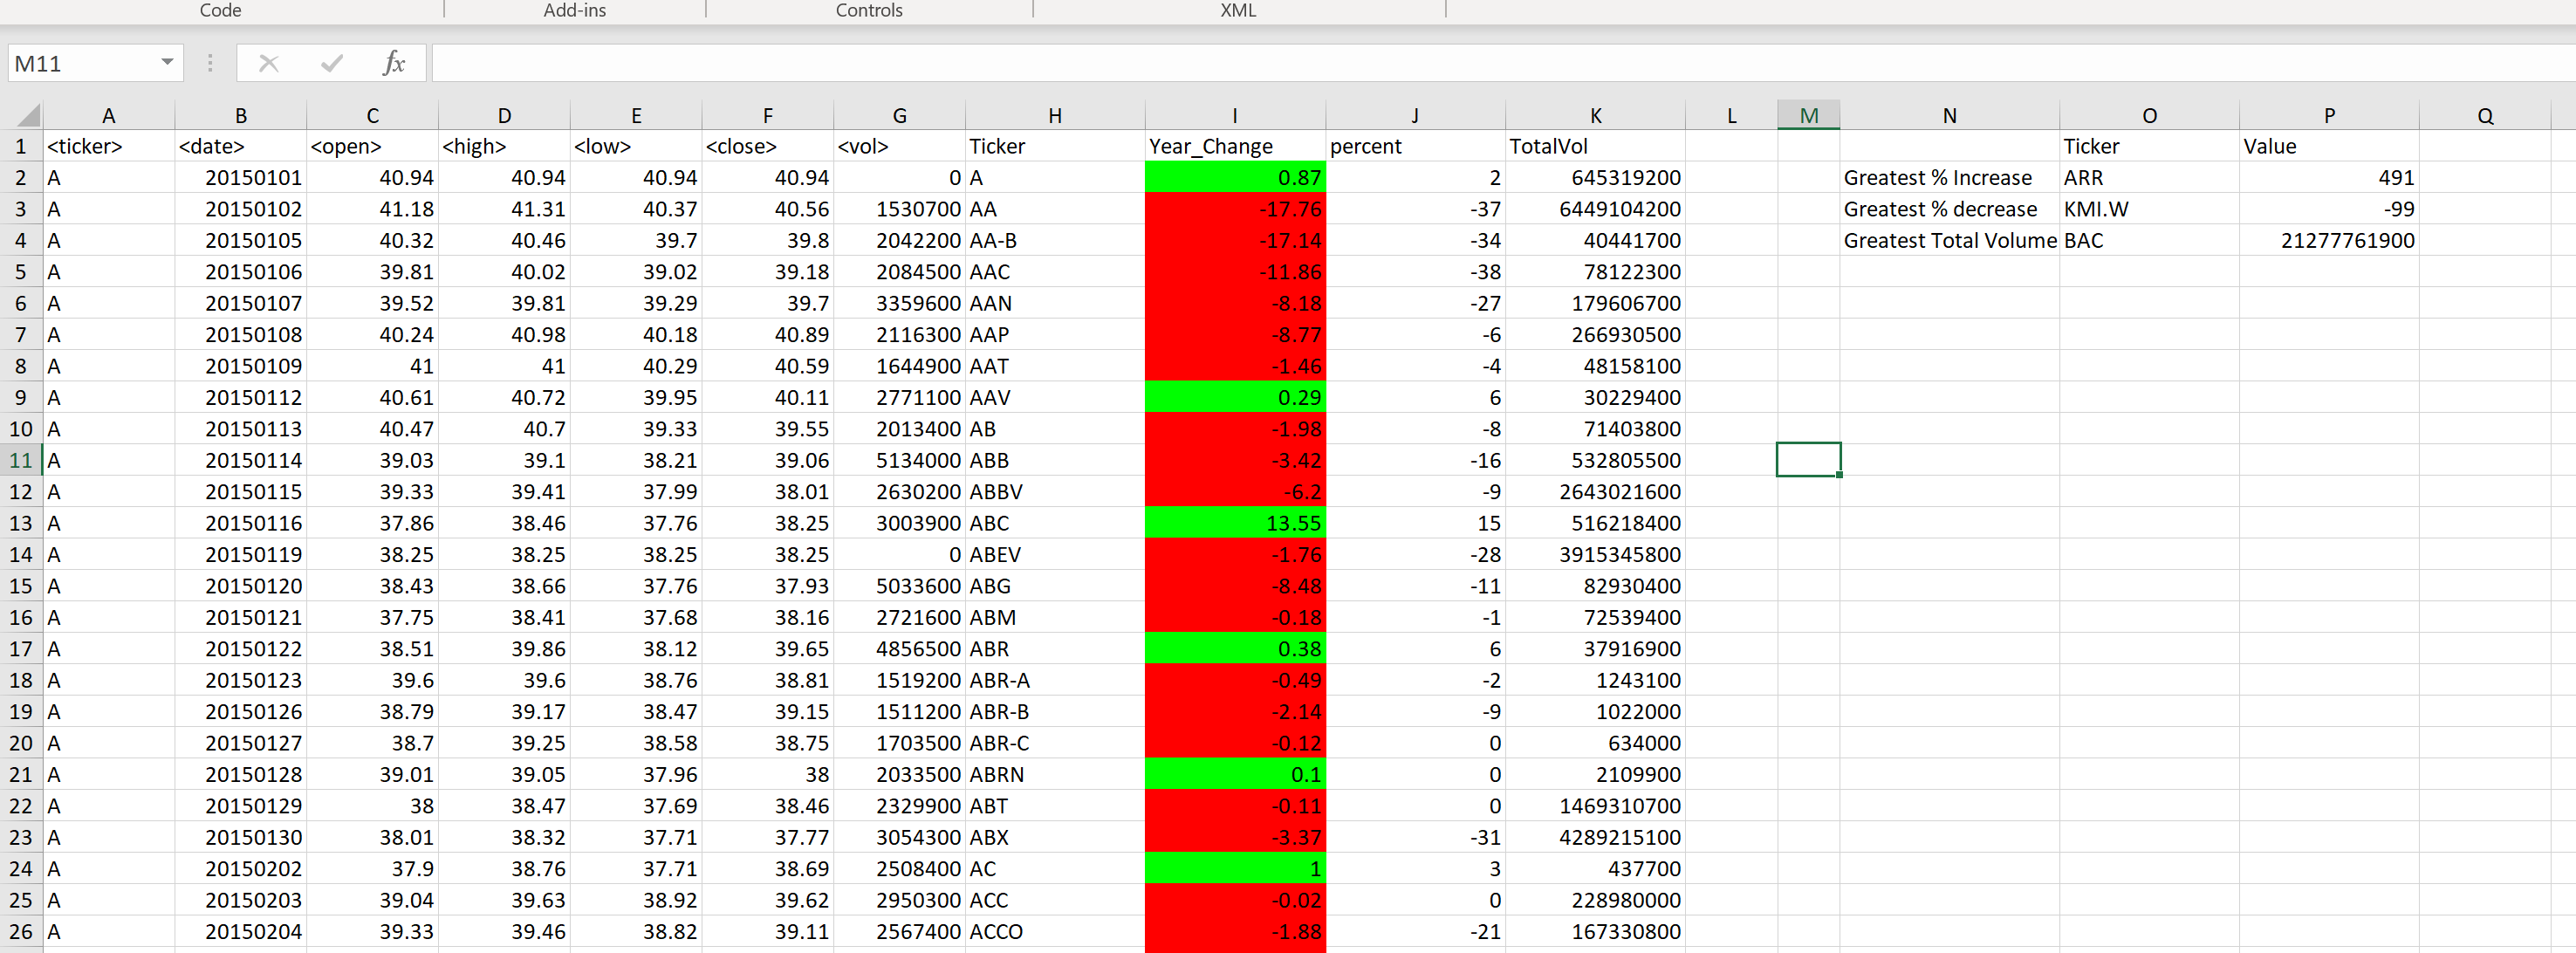 Code Add-ins Controls XML
M11 fx
A B C D E F G H I J K L M N O P Q
1 <ticker> <date> <open> <high> <low> <close> <vol> Ticker Year_Change percent TotalVol Ticker Value
2 A 20150101 40.94 40.94 40.94 40.94 0 A 0.87 2 645319200 Greatest % Increase ARR 491
3 A 20150102 41.18 41.31 40.37 40.56 1530700 AA -17.76 -37 6449104200 Greatest % decrease KMI.W -99
4 A 20150105 40.32 40.46 39.7 39.8 2042200 AA-B -17.14 -34 40441700 Greatest Total Volume BAC 21277761900
5 A 20150106 39.81 40.02 39.02 39.18 2084500 AAC -11.86 -38 78122300
6 A 20150107 39.52 39.81 39.29 39.7 3359600 AAN -8.18 -27 179606700
7 A 20150108 40.24 40.98 40.18 40.89 2116300 AAP -8.77 -6 266930500
8 A 20150109 41 41 40.29 40.59 1644900 AAT -1.46 -4 48158100
9 A 20150112 40.61 40.72 39.95 40.11 2771100 AAV 0.29 6 30229400
10 A 20150113 40.47 40.7 39.33 39.55 2013400 AB -1.98 -8 71403800
11 A 20150114 39.03 39.1 38.21 39.06 5134000 ABB -3.42 -16 532805500
12 A 20150115 39.33 39.41 37.99 38.01 2630200 ABBV -6.2 -9 2643021600
13 A 20150116 37.86 38.46 37.76 38.25 3003900 ABC 13.55 15 516218400
14 A 20150119 38.25 38.25 38.25 38.25 0 ABEV -1.76 -28 3915345800
15 A 20150120 38.43 38.66 37.76 37.93 5033600 ABG -8.48 -11 82930400
16 A 20150121 37.75 38.41 37.68 38.16 2721600 ABM -0.18 -1 72539400
17 A 20150122 38.51 39.86 38.12 39.65 4856500 ABR 0.38 6 37916900
18 A 20150123 39.6 39.6 38.76 38.81 1519200 ABR-A -0.49 -2 1243100
19 A 20150126 38.79 39.17 38.47 39.15 1511200 ABR-B -2.14 -9 1022000
20 A 20150127 38.7 39.25 38.58 38.75 1703500 ABR-C -0.12 0 634000
21 A 20150128 39.01 39.05 37.96 38 2033500 ABRN 0.1 0 2109900
22 A 20150129 38 38.47 37.69 38.46 2329900 ABT -0.11 0 1469310700
23 A 20150130 38.01 38.32 37.71 37.77 3054300 ABX -3.37 -31 4289215100
24 A 20150202 37.9 38.76 37.71 38.69 2508400 AC 1 3 437700
25 A 20150203 39.04 39.63 38.92 39.62 2950300 ACC -0.02 0 228980000
26 A 20150204 39.33 39.46 38.82 39.11 2567400 ACCO -1.88 -21 167330800